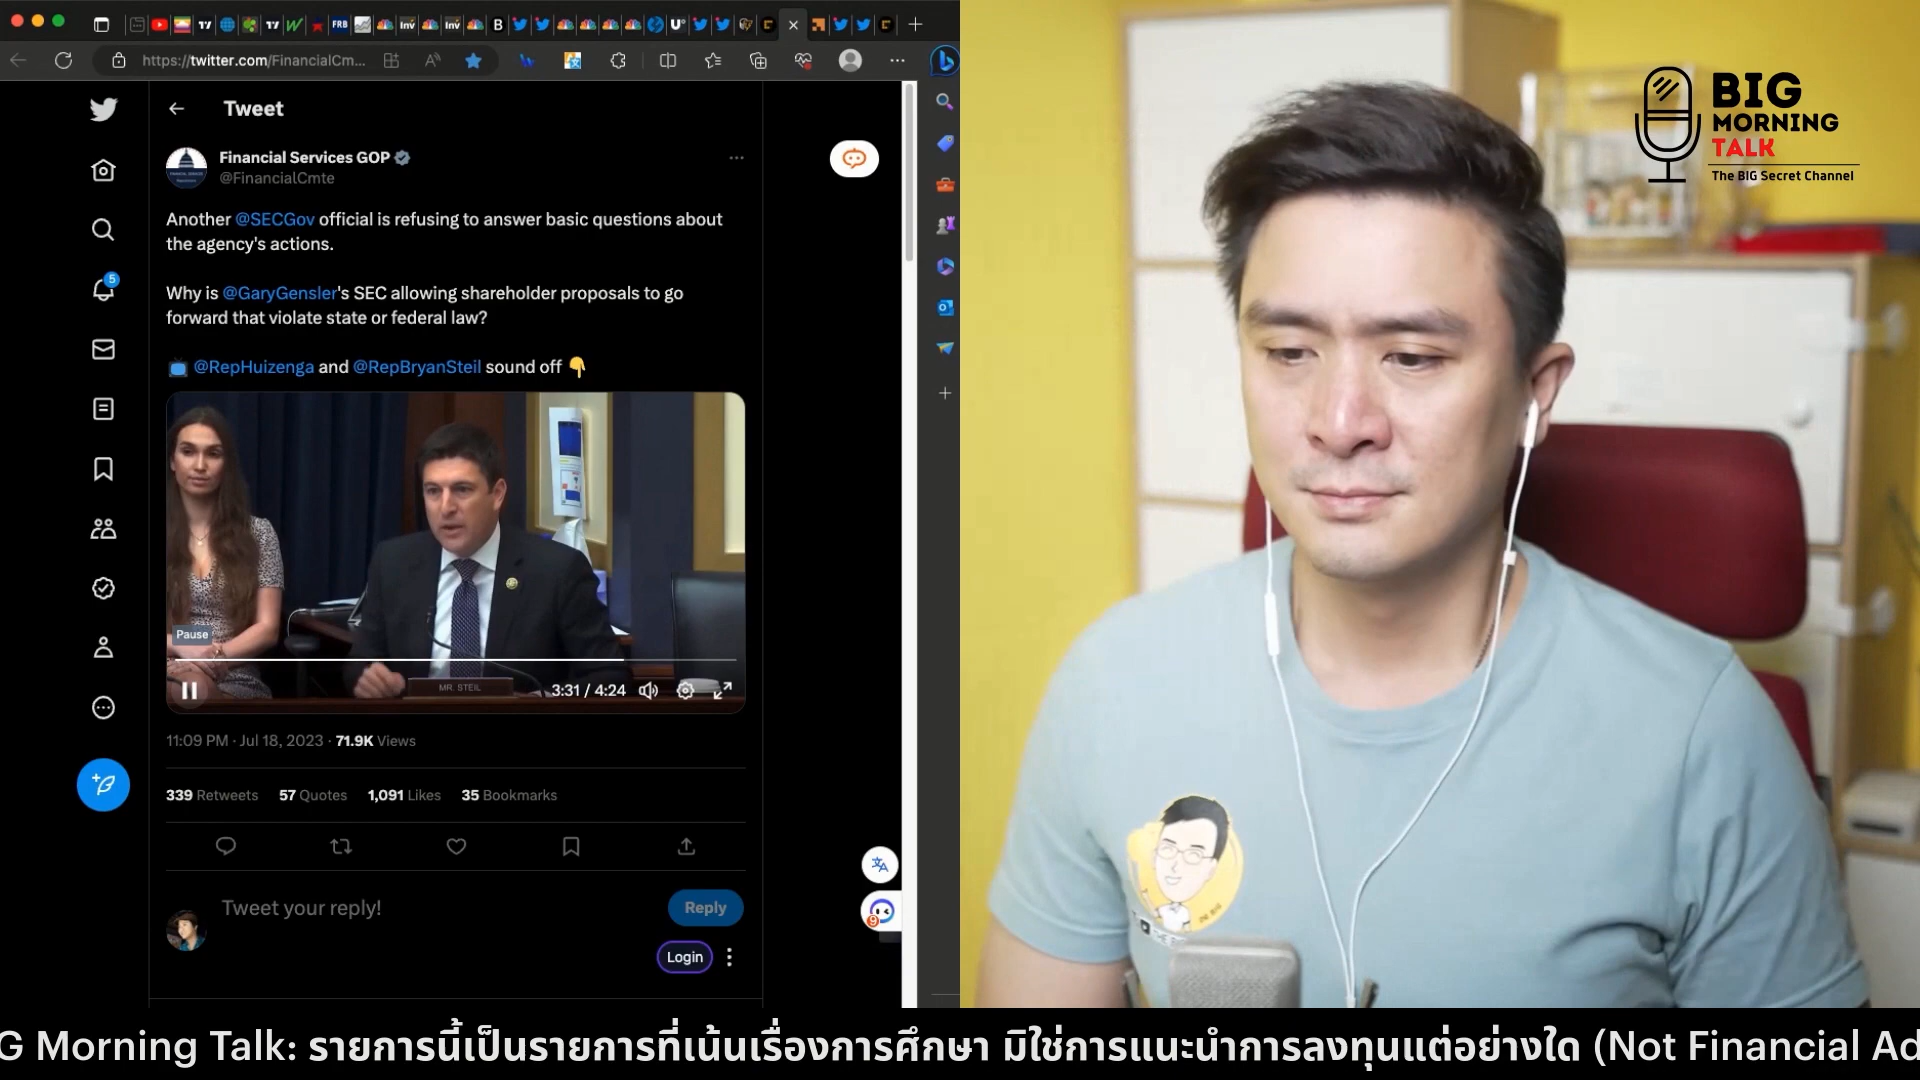 https://twitter.com/FinancialCm...
Tweet
Financial Services GOP
@FinancialCmte
Another @SECGov official is refusing to answer basic questions about
the agency's actions.
Why is @GaryGensler's SEC allowing shareholder proposals to go
forward that violate state or federal law?
@RepHuizenga and @RepBryanSteil sound off
Pause
MR. STEIL
3:31 / 4:24
11:09 PM · Jul 18, 2023 · 71.9K Views
339 Retweets 57 Quotes 1,091 Likes 35 Bookmarks
Tweet your reply!
Reply
Login
5
9
FRB
Inv
Inv
B
BIG
MORNING
TALK
The BIG Secret Channel
G Morning Talk: รายการนี้เป็นรายการที่เน้นเรื่องการศึกษา มิใช่การแนะนำการลงทุนแต่อย่างใด (Not Financial Ad